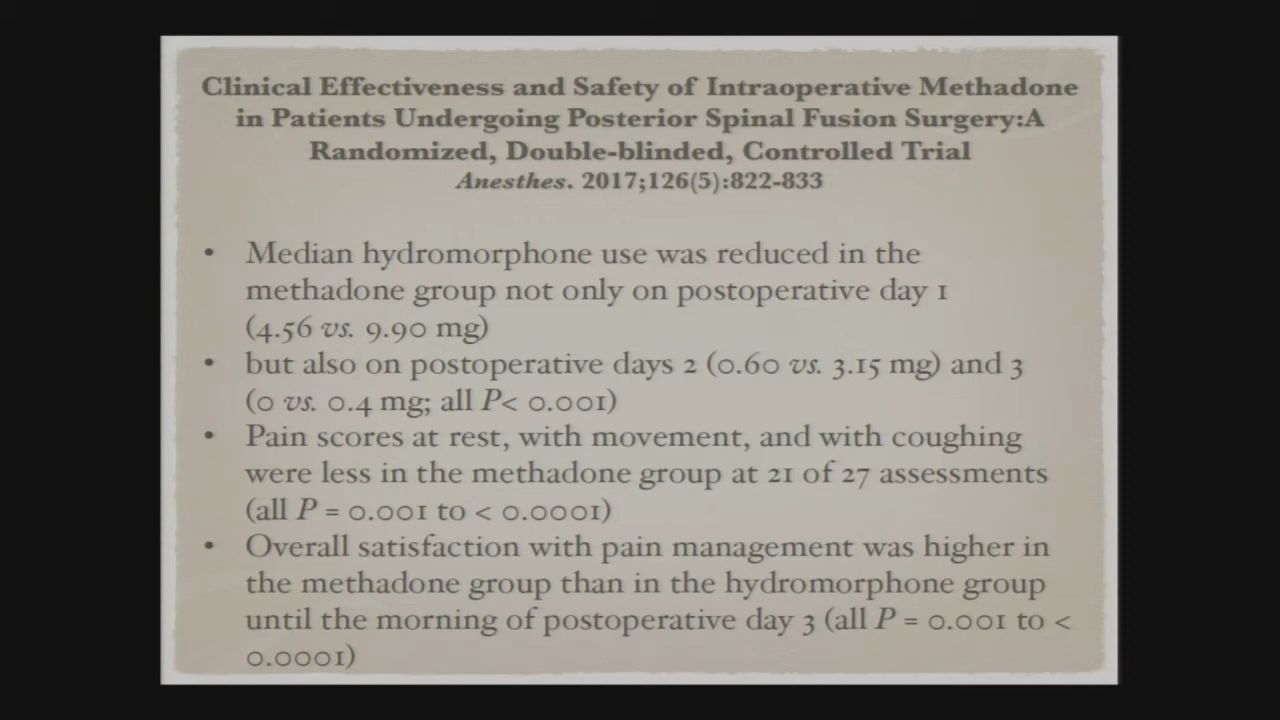 Clinical Effectiveness and Safety of Intraoperative Methadone
in Patients Undergoing Posterior Spinal Fusion Surgery:A
Randomized, Double-blinded, Controlled Trial
Anesthes. 2017;126(5):822-833
• Median hydromorphone use was reduced in the
methadone group not only on postoperative day 1
(4.56 vs. 9.90 mg)
• but also on postoperative days 2 (0.60 vs. 3.15 mg) and 3
(0 vs. 0.4 mg; all P< 0.001)
• Pain scores at rest, with movement, and with coughing
were less in the methadone group at 21 of 27 assessments
(all P = 0.001 to < 0.0001)
• Overall satisfaction with pain management was higher in
the methadone group than in the hydromorphone group
until the morning of postoperative day 3 (all P = 0.001 to <
0.0001)